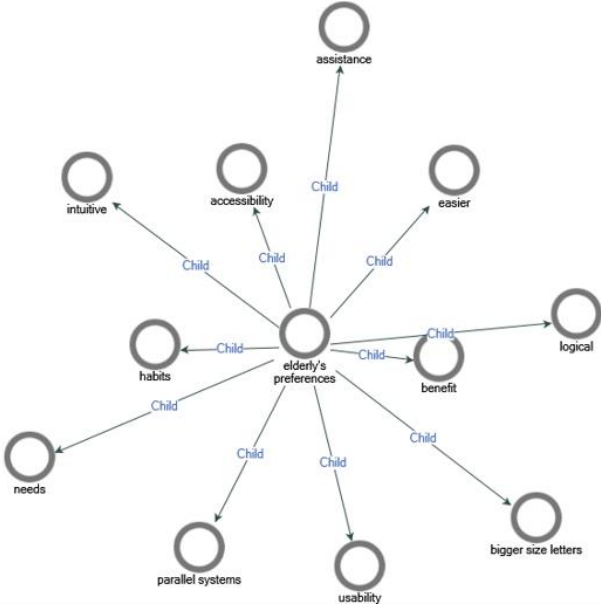 assistance
Child
intuitive
accessibility
easier
Child
Child
Child
Child
habits
Child
elderly's
preferences
Child
benefit
logical
Child
Child
needs
Child
Child
parallel systems
usability
bigger size letters